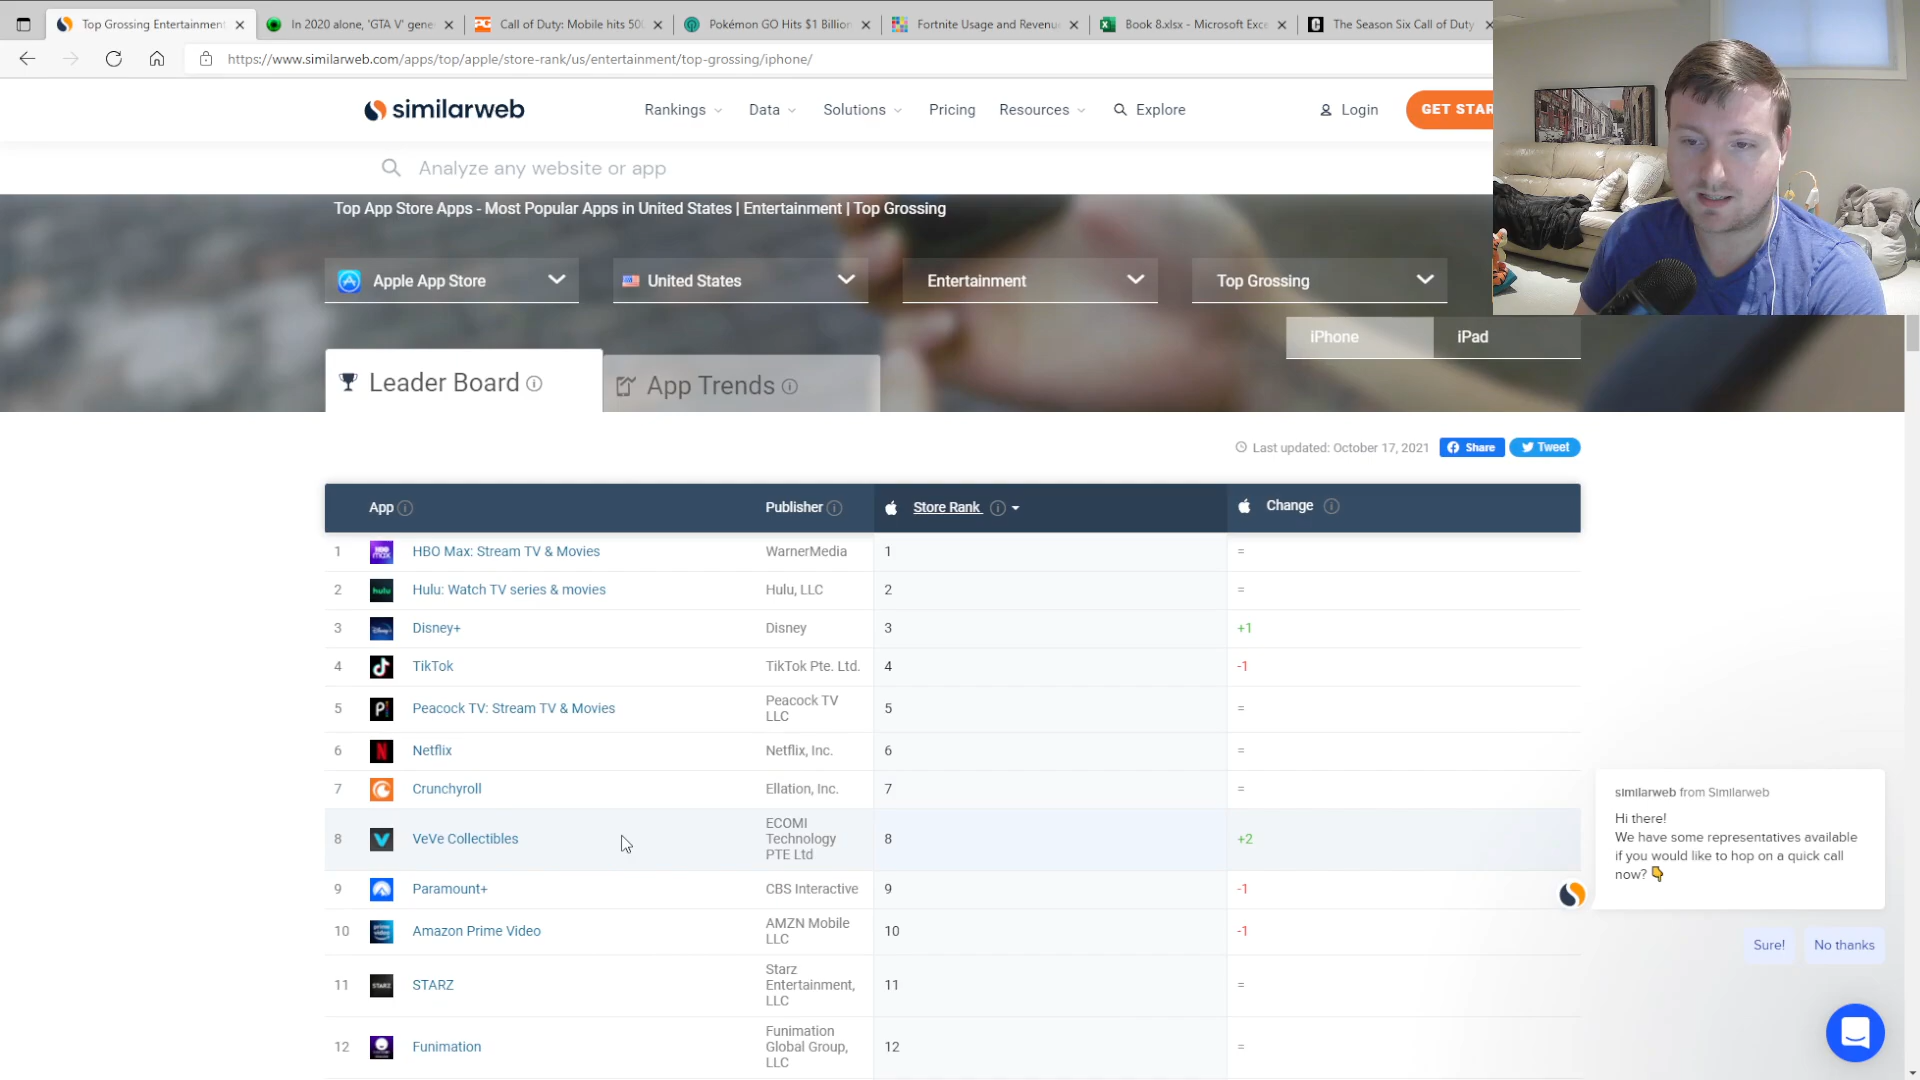 Top Grossing Entertainment
In 2020 alone, 'GTA V' gene
Call of Duty: Mobile hits 50
Pokémon GO Hits $1 Billion
Fortnite Usage and Revenu
Book 8.xlsx - Microsoft Exc
The Season Six Call of Duty
https://www.similarweb.com/apps/top/apple/store-rank/us/entertainment/top-grossing/iphone/
similarweb
Rankings
Data
Solutions
Pricing
Resources
Explore
Login
GET STAR
Analyze any website or app
Top App Store Apps - Most Popular Apps in United States | Entertainment | Top Grossing
Apple App Store
United States
Entertainment
Top Grossing
iPhone
iPad
Leader Board
App Trends
Last updated: October 17, 2021
Share
Tweet
App Publisher Store Rank Change
1 HBO Max: Stream TV & Movies WarnerMedia 1 =
2 hulu Hulu: Watch TV series & movies Hulu, LLC 2 =
3 Disney+ Disney 3 +1
4 TikTok TikTok Pte. Ltd. 4 -1
5 Peacock TV: Stream TV & Movies Peacock TV 5 =
LLC
6 Netflix Netflix, Inc. 6 =
7 Crunchyroll Ellation, Inc. 7 =
ECOMI
8 VeVe Collectibles Technology 8 +2
PTE Ltd
9 Paramount+ CBS Interactive 9 -1
10 Amazon Prime Video AMZN Mobile 10 -1
LLC
Starz
11 STARZ STARZ Entertainment, 11 =
LLC
Funimation
12 Funimation Global Group, 12 =
LLC
similarweb from Similarweb
Hi there!
We have some representatives available
if you would like to hop on a quick call
now? 👇
Sure!
No thanks